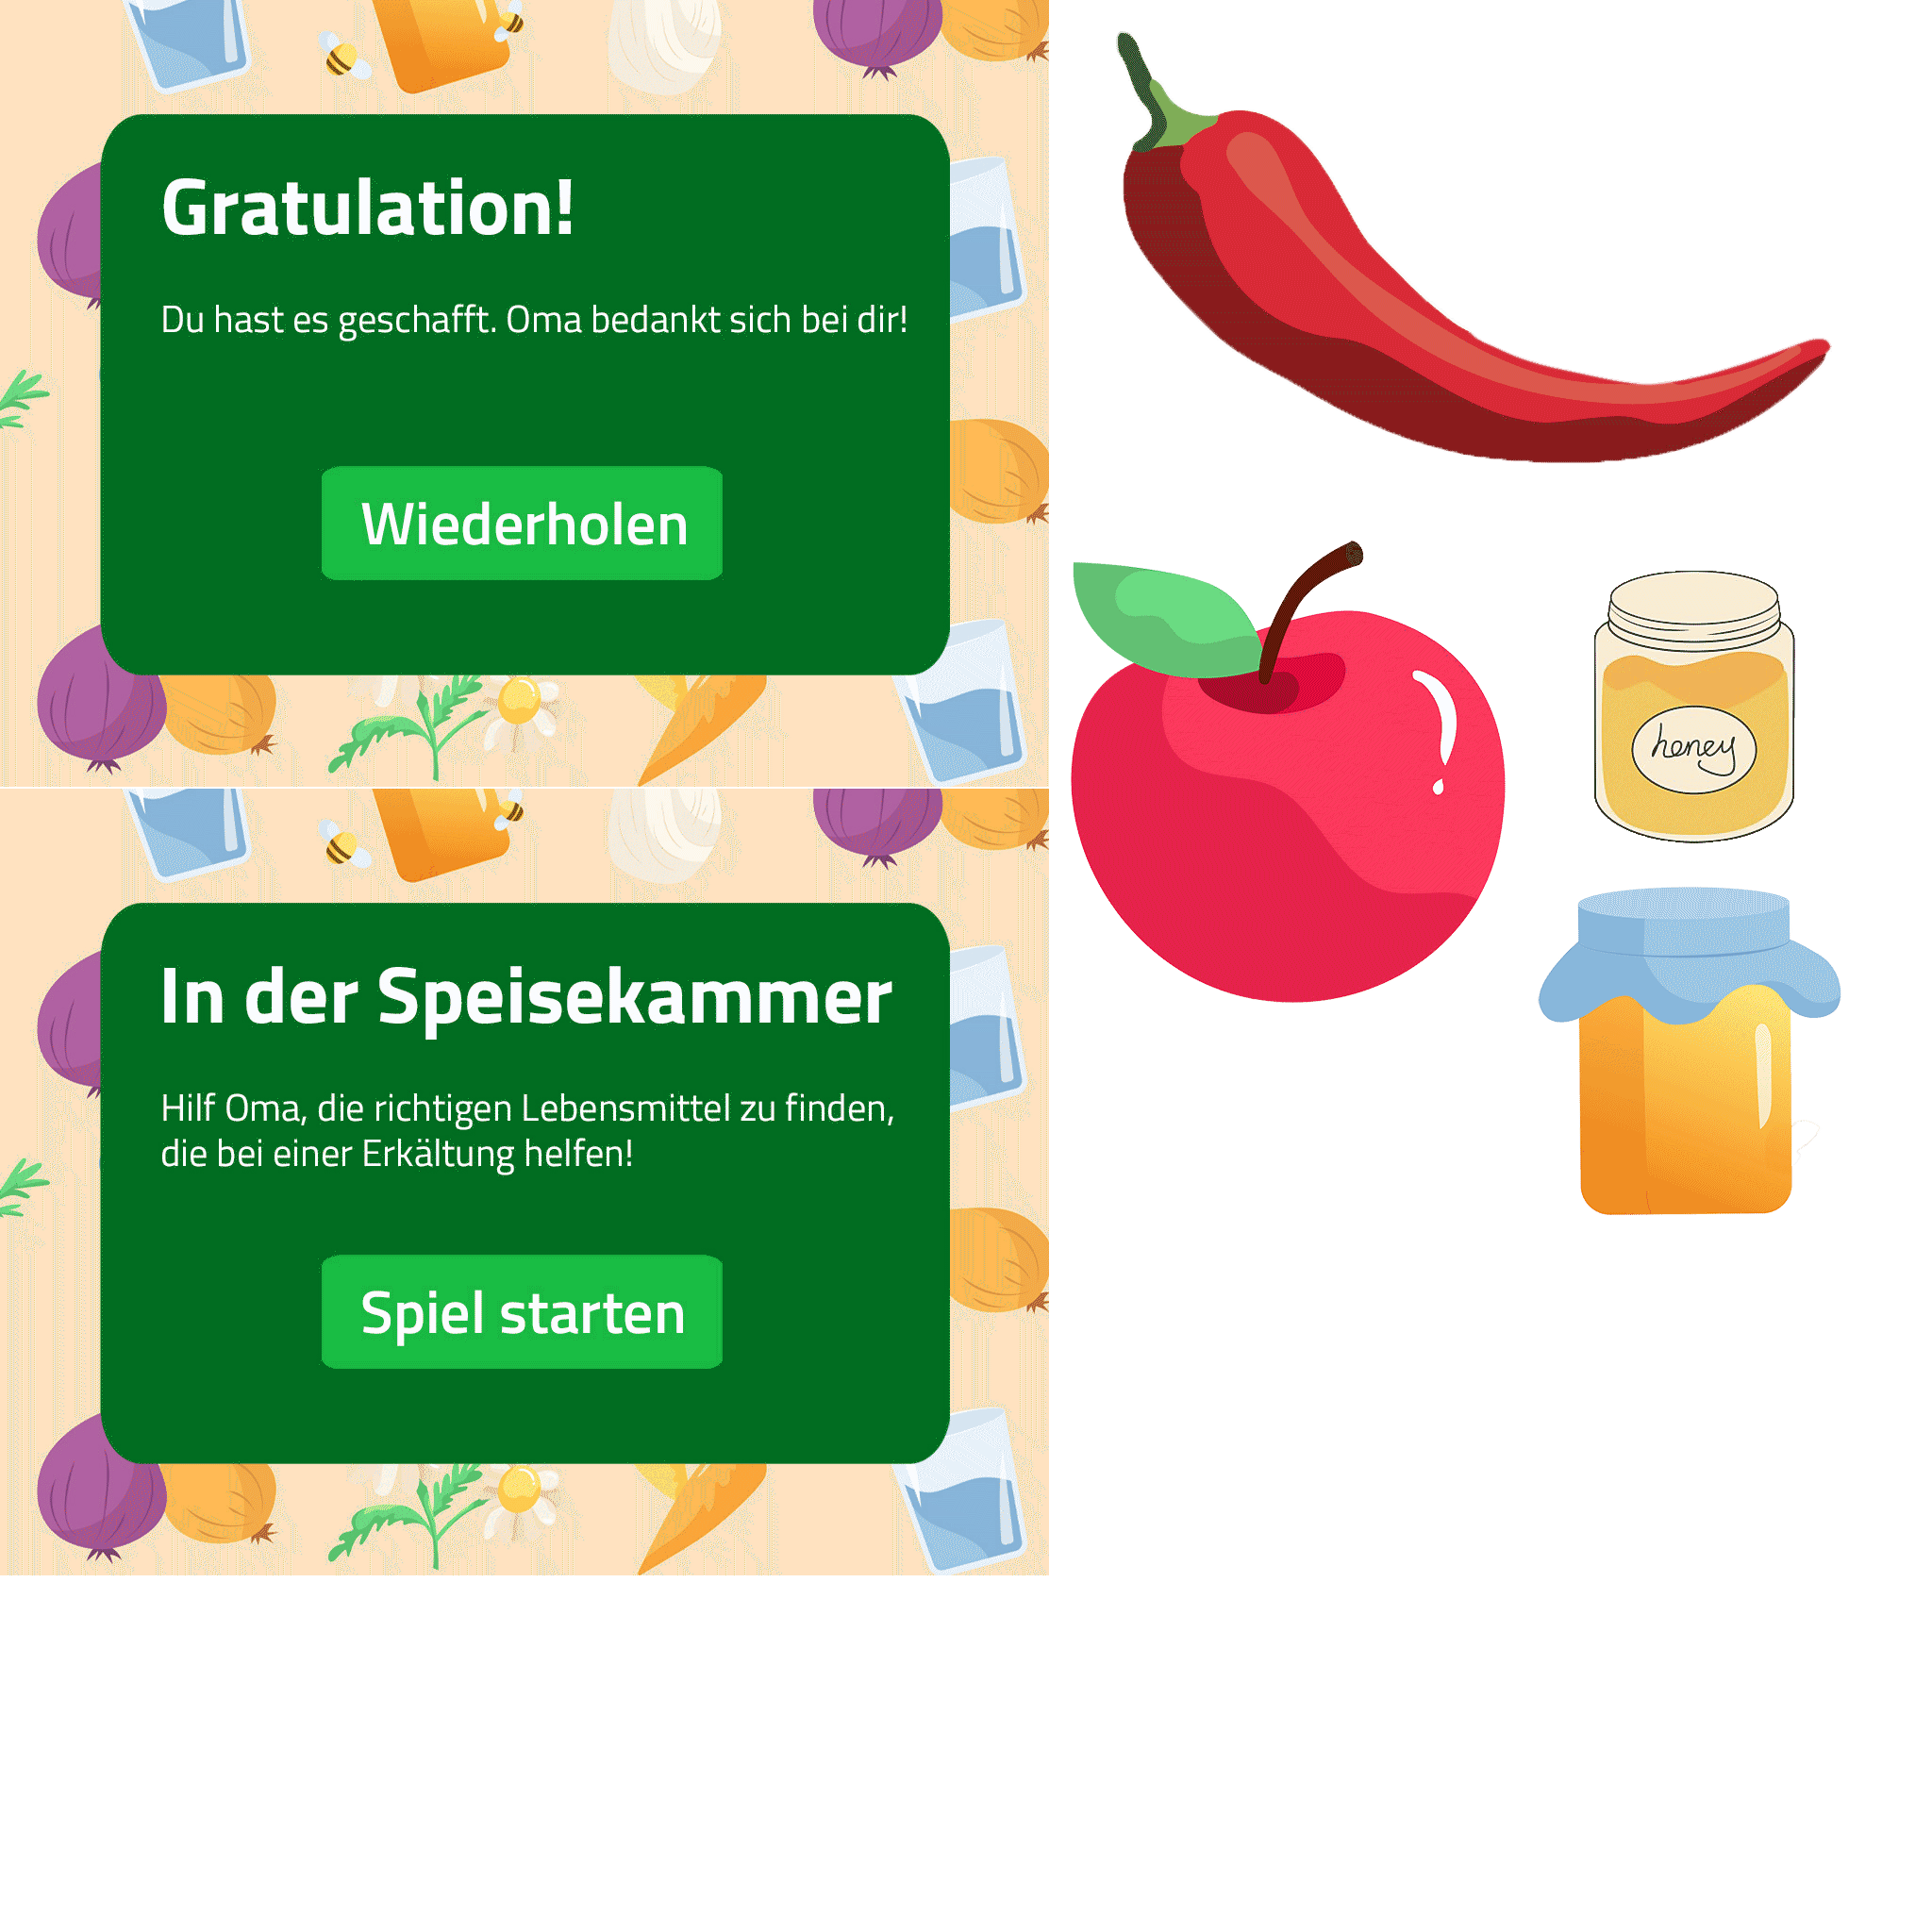 Gratulation!
Du hast es geschafft. Oma bedankt sich bei dir!
Wiederholen
In der Speisekammer
Hilf Oma, die richtigen Lebensmittel zu finden,
die bei einer Erkältung helfen!
Spiel starten
honey